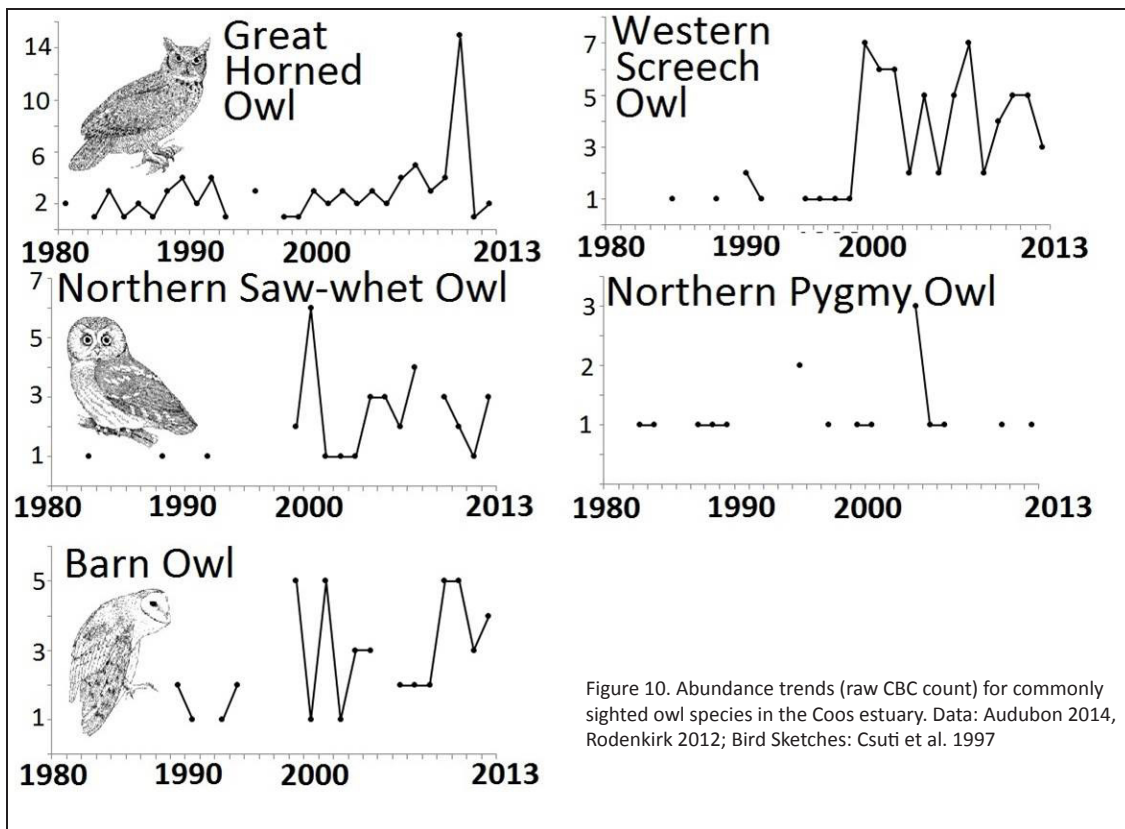 Great
Horned
Owl
14
10
6
2
1980 1990 2000 2013
Western
Screech
Owl
7
5
3
1
1980 1990 2000 2013
Northern Saw-whet Owl
7
5
3
1
1980 1990 2000 2013
Northern Pygmy Owl
3
2
1
1980 1990 2000 2013
Barn Owl
5
3
1
1980 1990 2000 2013
Figure 10. Abundance trends (raw CBC count) for commonly
sighted owl species in the Coos estuary. Data: Audubon 2014,
Rodenkirk 2012; Bird Sketches: Csuti et al. 1997